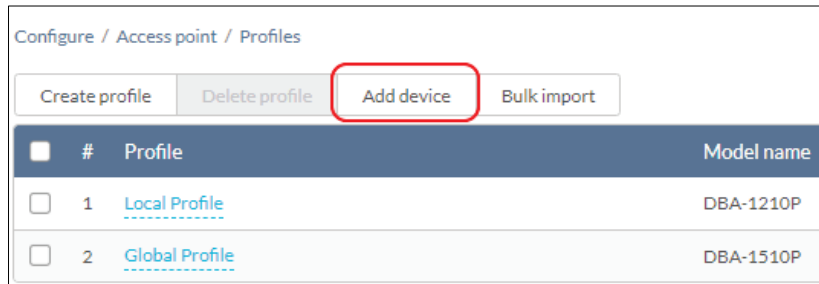 Configure / Access point / Profiles
Create profile Delete profile Add device Bulk import
# Profile Model name
1 Local Profile DBA-1210P
2 Global Profile DBA-1510P